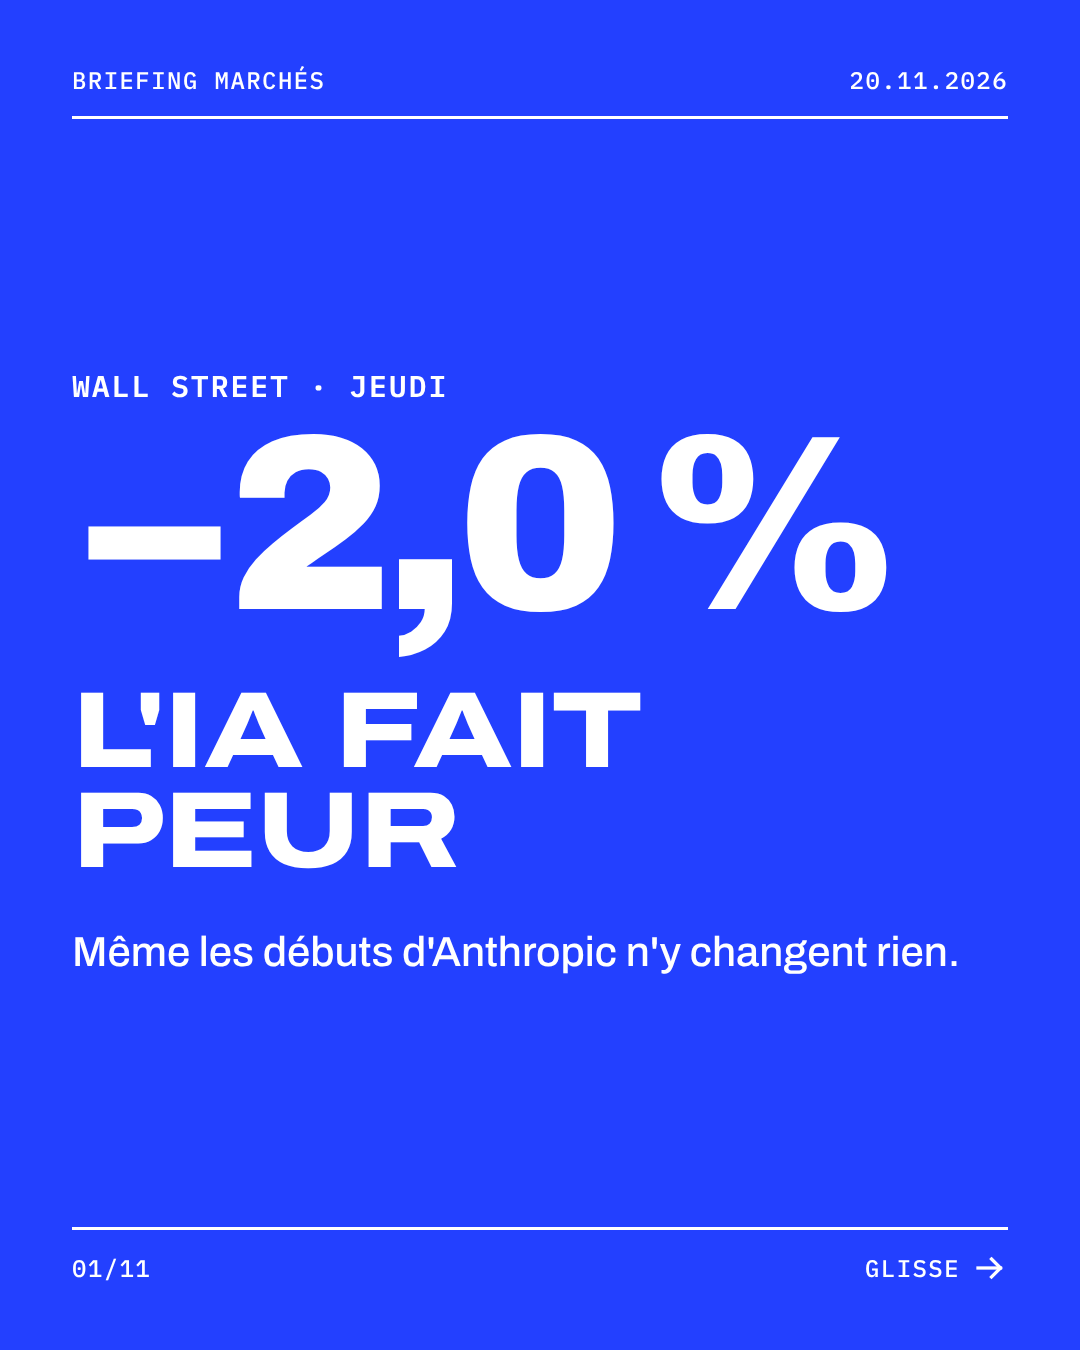 BRIEFING MARCHÉS
20.11.2026
WALL STREET · JEUDI
−2,0 %
L'IA FAIT
PEUR
Même les débuts d'Anthropic n'y changent rien.
01/11
GLISSE →